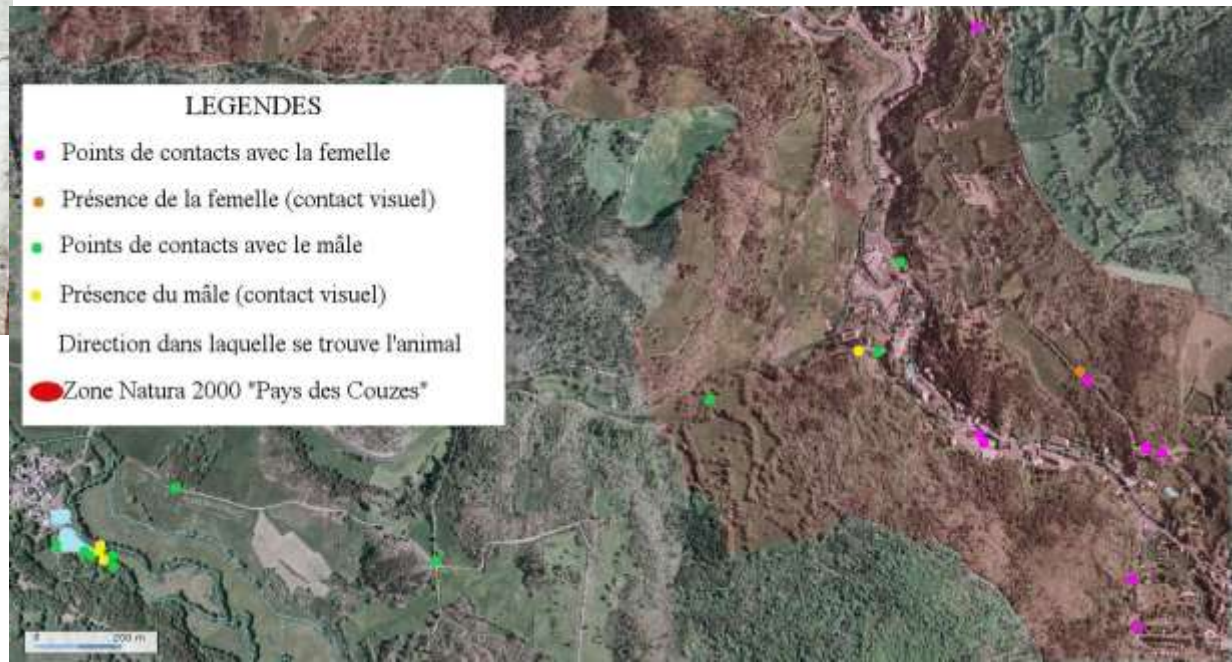 LEGENDES
Points de contacts avec la femelle
Présence de la femelle (contact visuel)
Points de contacts avec le mâle
Présence du mâle (contact visuel)
Direction dans laquelle se trouve l'animal
Zone Natura 2000 "Pays des Couzes"
0 200 m